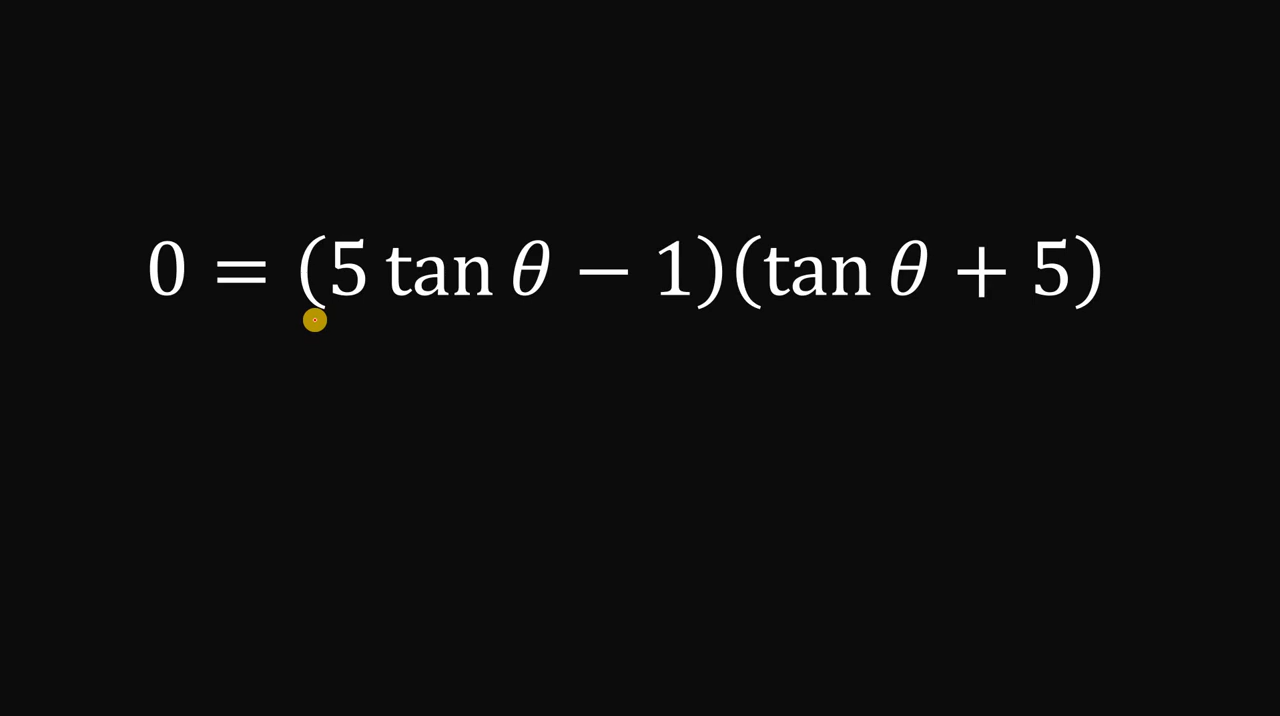 0 = (5 tan θ − 1)(tan θ + 5)